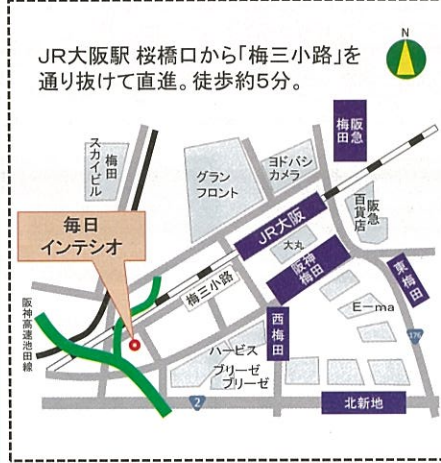 JR大阪駅 桜橋口から「梅三小路」を
通り抜けて直進。徒歩約5分。
N
梅田
スカイビル
グラン
フロント
ヨドバシ
カメラ
阪急
梅田
阪急
百貨店
JR大阪
大丸
阪神
梅田
東梅田
毎日
インテシオ
梅三小路
西梅田
E-ma
176
阪神高速池田線
ハービス
ブリーゼ
ブリーゼ
2
北新地